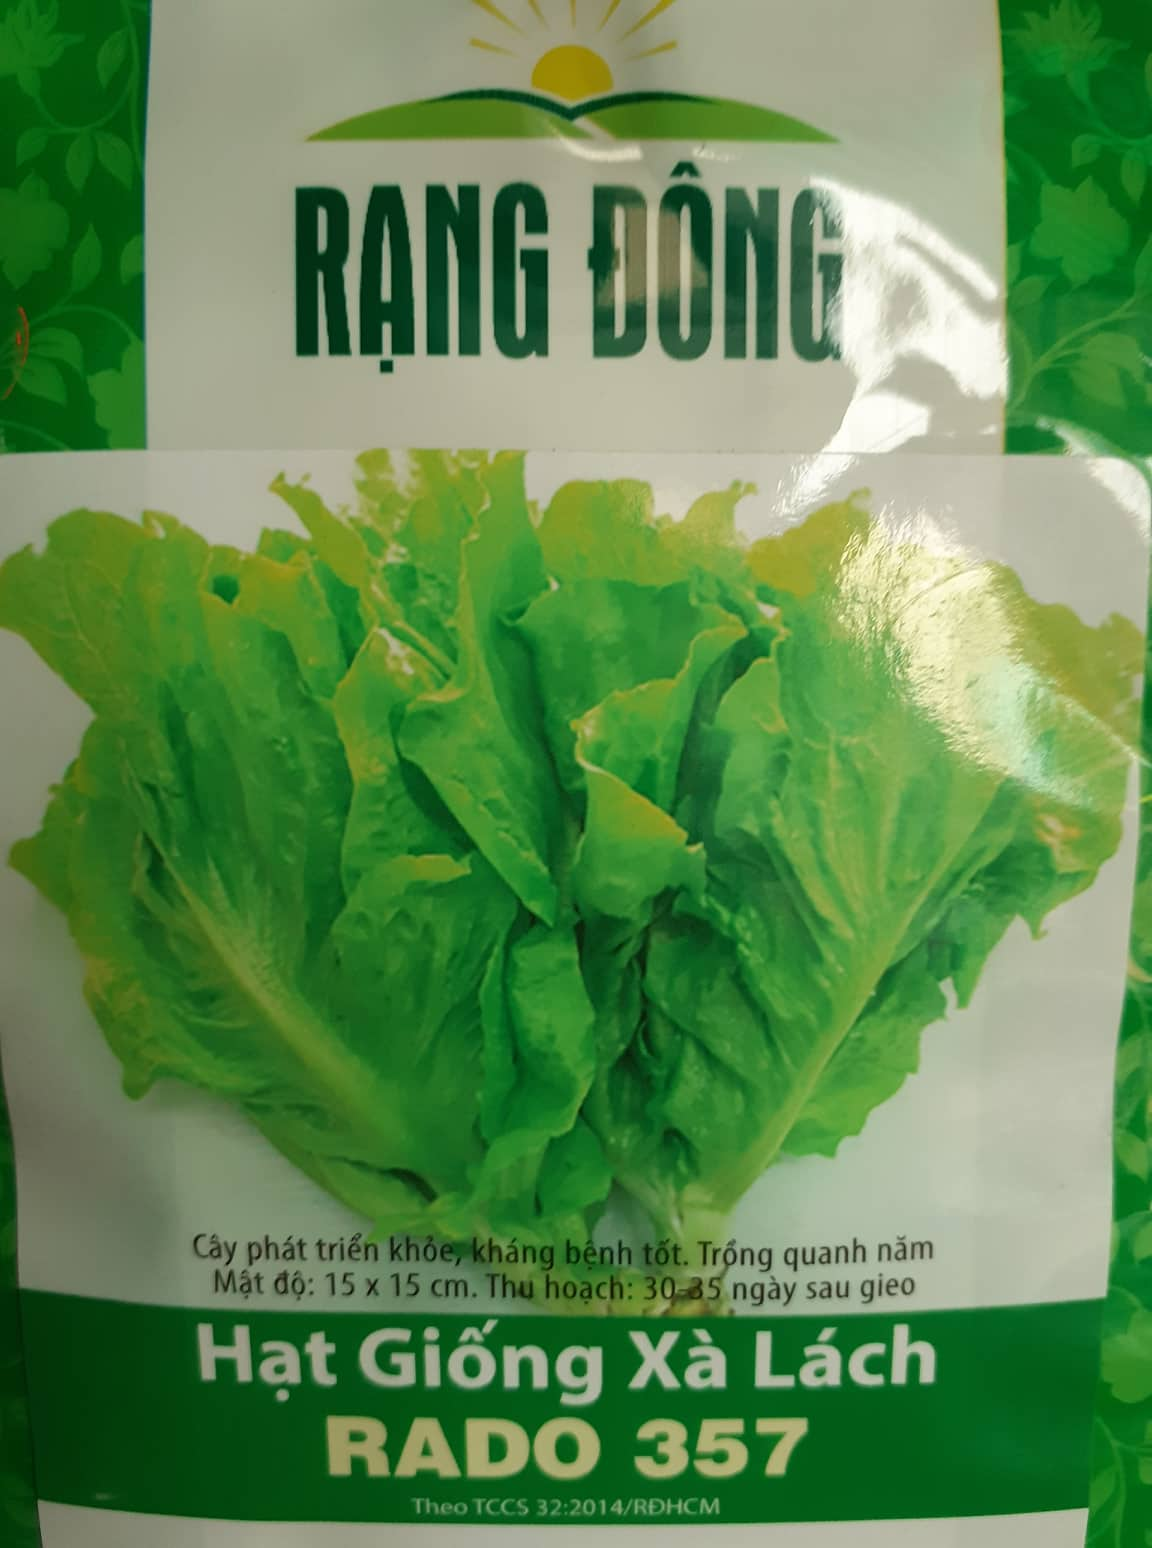 RẠNG ĐÔNG
Cây phát triển khỏe, kháng bệnh tốt. Trồng quanh năm
Mật độ: 15 x 15 cm. Thu hoạch: 30-35 ngày sau gieo
Hạt Giống Xà Lách
RADO 357
Theo TCCS 32:2014/RĐHCM